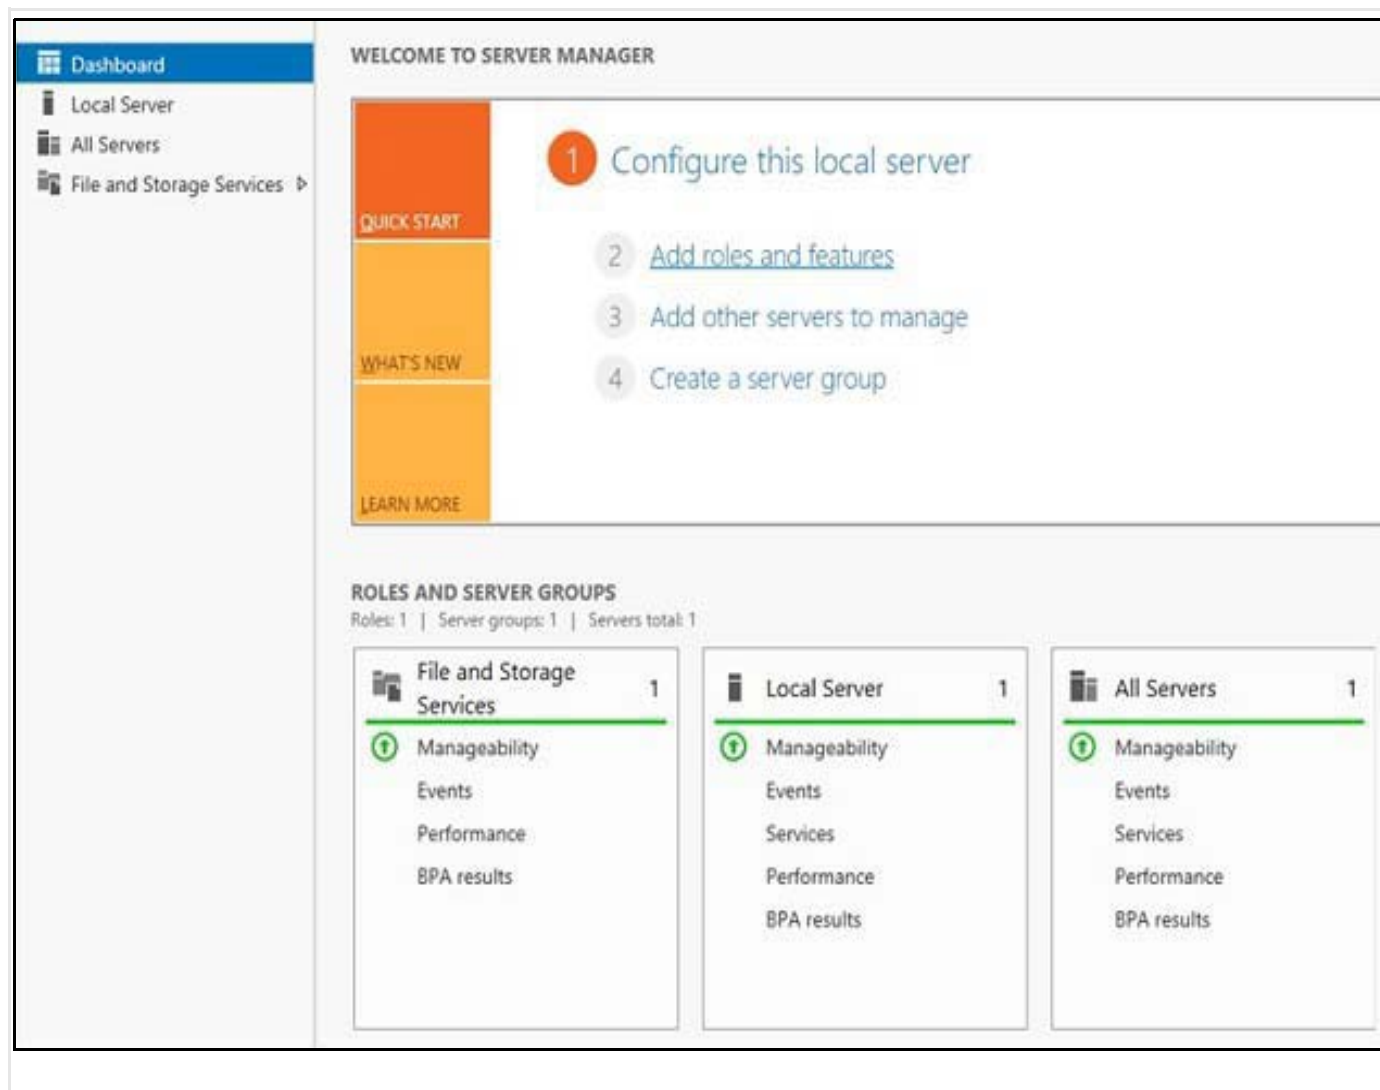 Dashboard
Local Server
All Servers
File and Storage Services
WELCOME TO SERVER MANAGER
QUICK START
WHAT'S NEW
LEARN MORE
1 Configure this local server
2 Add roles and features
3 Add other servers to manage
4 Create a server group
ROLES AND SERVER GROUPS
Roles: 1 | Server groups: 1 | Servers total: 1
File and Storage
Services 1
Manageability
Events
Performance
BPA results
Local Server 1
Manageability
Events
Services
Performance
BPA results
All Servers 1
Manageability
Events
Services
Performance
BPA results